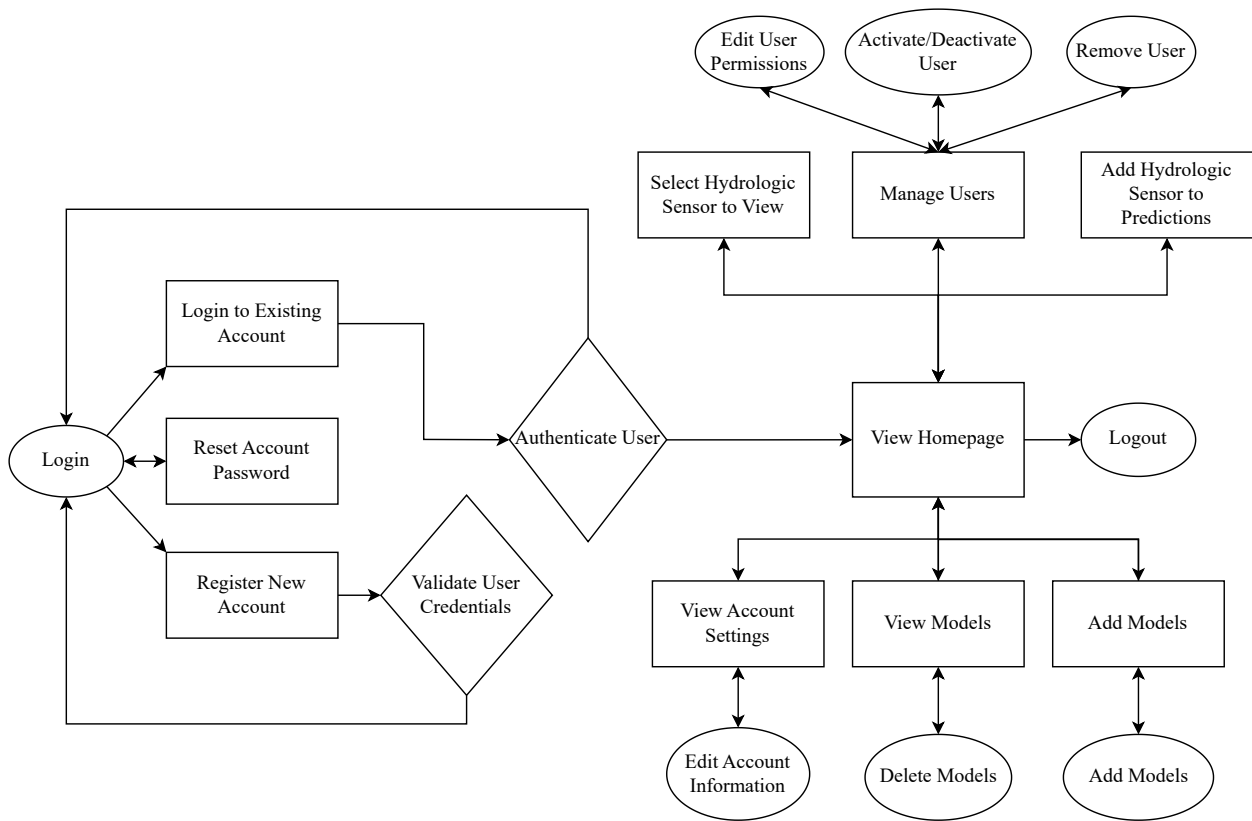 Edit User
Permissions
Activate/Deactivate
User
Remove User
Select Hydrologic
Sensor to View
Manage Users
Add Hydrologic
Sensor to
Predictions
Login to Existing
Account
Login
Reset Account
Password
Authenticate User
View Homepage
Logout
Register New
Account
Validate User
Credentials
View Account
Settings
View Models
Add Models
Edit Account
Information
Delete Models
Add Models